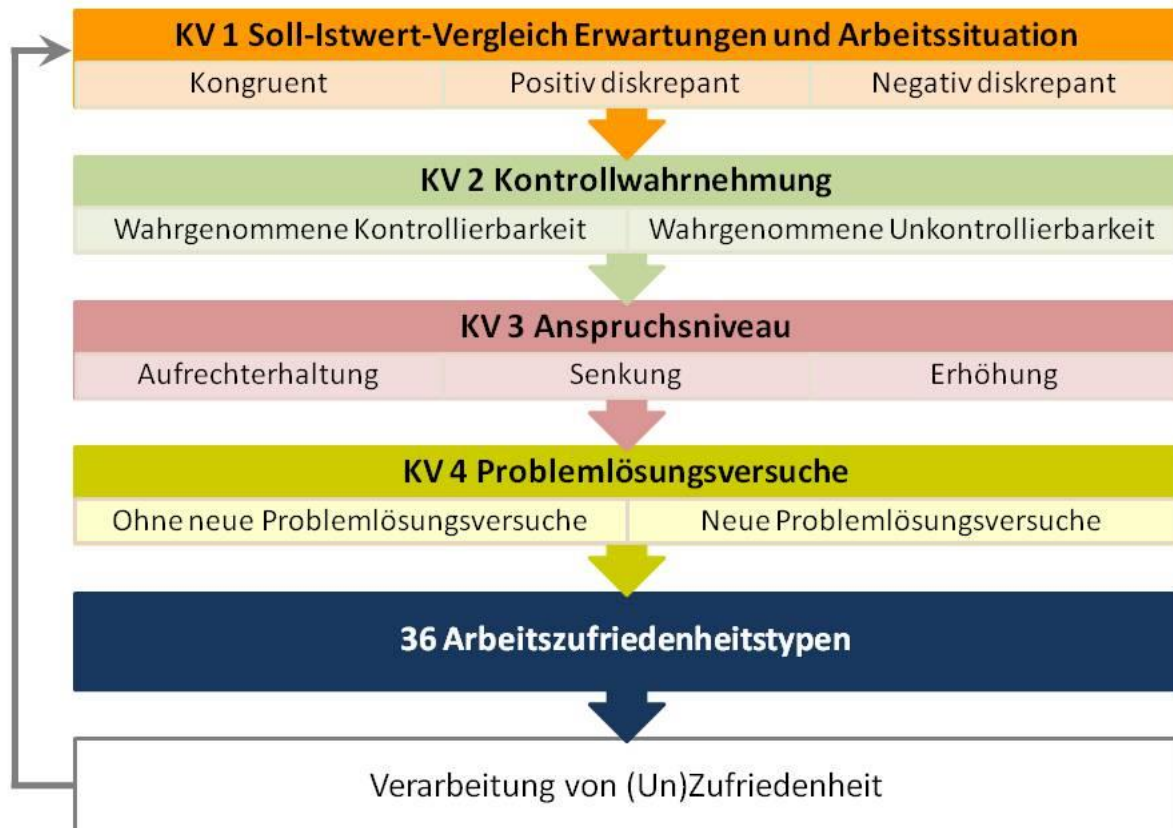 KV 1 Soll-Istwert-Vergleich Erwartungen und Arbeitssituation
Kongruent Positiv diskrepant Negativ diskrepant
KV 2 Kontrollwahrnehmung
Wahrgenommene Kontrollierbarkeit Wahrgenommene Unkontrollierbarkeit
KV 3 Anspruchsniveau
Aufrechterhaltung Senkung Erhöhung
KV 4 Problemlösungsversuche
Ohne neue Problemlösungsversuche Neue Problemlösungsversuche
36 Arbeitszufriedenheitstypen
Verarbeitung von (Un)Zufriedenheit